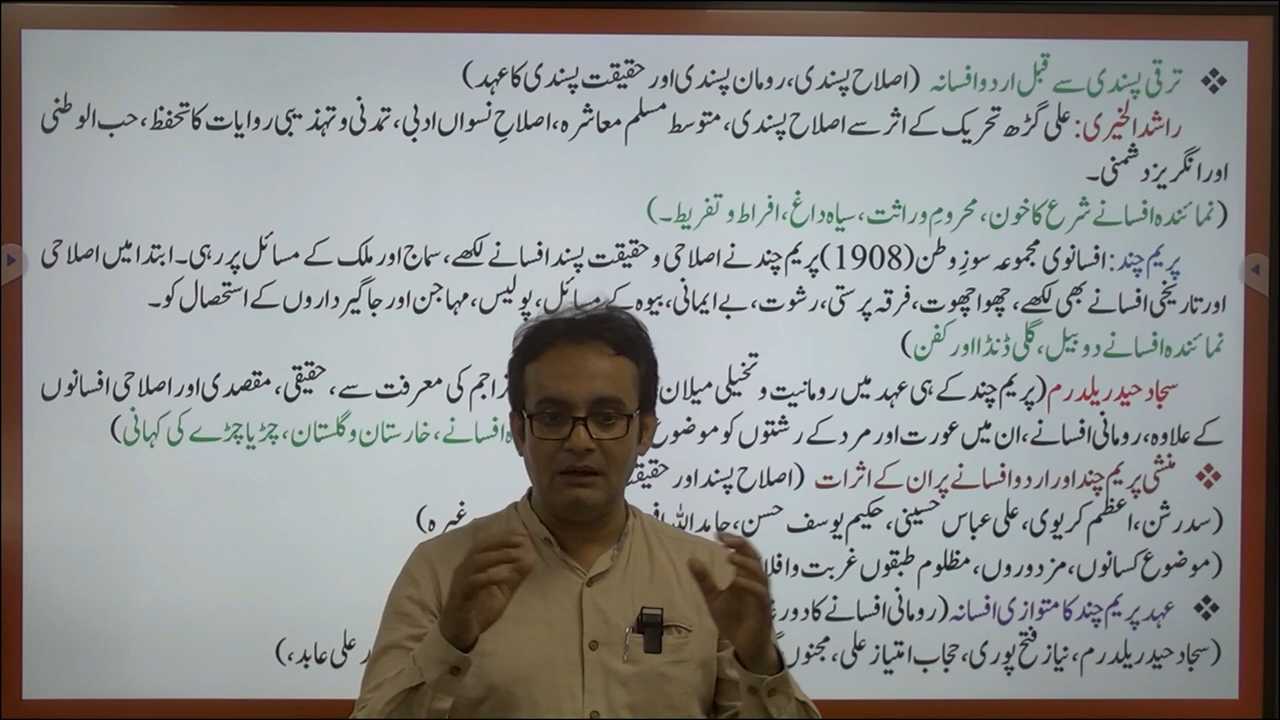 ❖ ترقی پسندی سے قبل اردو افسانہ (اصلاح پسندی، رومان پسندی اور حقیقت پسندی کا عہد)
راشد الخیری: علی گڑھ تحریک کے اثر سے اصلاح پسندی، متوسط مسلم معاشرہ، اصلاحِ نسواں ادبی، تمدنی و تہذیبی روایات کا تحفظ، حب الوطنی
اور انگریز دشمنی۔
(نمائندہ افسانے شرع کا خون، محرومِ وراثت، سیاہ داغ، افراط و تفریط۔)
پریم چند: افسانوی مجموعہ سوزِ وطن (1908) پریم چند نے اصلاحی و حقیقت پسند افسانے لکھے، سماج اور ملک کے مسائل پر رہی۔ ابتدا میں اصلاحی
اور تاریخی افسانے بھی لکھے، چھوا چھوت، فرقہ پرستی، رشوت، بے ایمانی، بیوہ کے مسائل، پولیس، مہاجن اور جاگیر داروں کے استحصال کو۔
نمائندہ افسانے دو بیل، گلی ڈنڈا اور کفن)
سجاد حیدر یلدرم (پریم چند کے ہی عہد میں رومانیت و تخیلی میلان تراجم کی معرفت سے، حقیقی، مقصدی اور اصلاحی افسانوں
کے علاوہ، رومانی افسانے، ان میں عورت اور مرد کے رشتوں کو موضوع افسانے، خارستان و گلستان، چڑیا چڑے کی کہانی)
❖ منشی پریم چند اور اردو افسانے پر ان کے اثرات (اصلاح پسند اور
(سدرشن، اعظم کریوی، علی عباس حسینی، حکیم یوسف حسن، حامد اللہ وغیرہ)
(موضوع کسانوں، مزدوروں، مظلوم طبقوں غربت و
❖ عہد پریم چند کا متوازی افسانہ (رومانی افسانے کا دور
(سجاد حیدر یلدرم، نیاز فتح پوری، حجاب امتیاز علی، مجنوں علی عابد،)